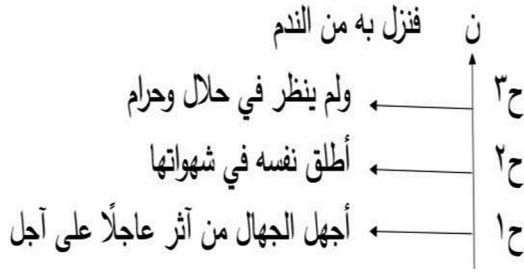 ن فنزل به من الندم
ح٣ ولم ينظر في حلال وحرام
ح٢ أطلق نفسه في شهواتها
ح١ أجهل الجهال من آثر عاجلًا على آجل